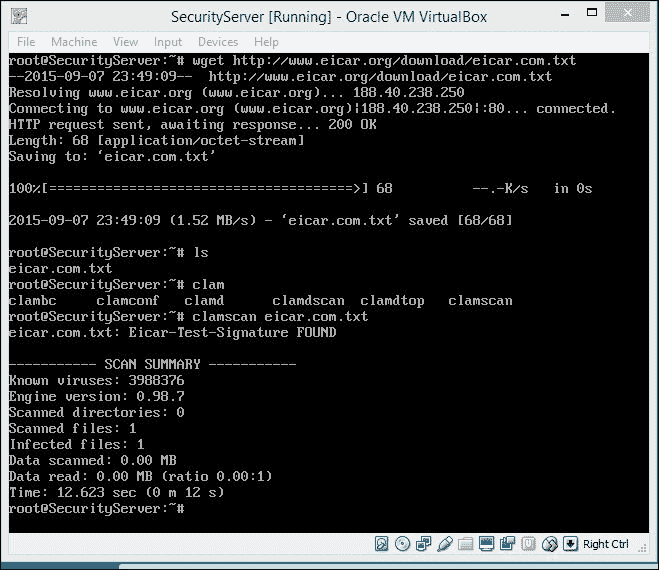 SecurityServer [Running] - Oracle VM VirtualBox
File Machine View Input Devices Help
root@SecurityServer:~# wget http://www.eicar.org/download/eicar.com.txt
--2015-09-07 23:49:09--  http://www.eicar.org/download/eicar.com.txt
Resolving www.eicar.org (www.eicar.org)... 188.40.238.250
Connecting to www.eicar.org (www.eicar.org)|188.40.238.250|:80... connected.
HTTP request sent, awaiting response... 200 OK
Length: 68 [application/octet-stream]
Saving to: ‘eicar.com.txt’
100%[======================================>] 68          --.-K/s   in 0s
2015-09-07 23:49:09 (1.52 MB/s) - ‘eicar.com.txt’ saved [68/68]
root@SecurityServer:~# ls
eicar.com.txt
root@SecurityServer:~# clam
clambc     clamconf   clamd      clamdscan  clamdtop   clamscan
root@SecurityServer:~# clamscan eicar.com.txt
eicar.com.txt: Eicar-Test-Signature FOUND
----------- SCAN SUMMARY -----------
Known viruses: 3988376
Engine version: 0.98.7
Scanned directories: 0
Scanned files: 1
Infected files: 1
Data scanned: 0.00 MB
Data read: 0.00 MB (ratio 0.00:1)
Time: 12.623 sec (0 m 12 s)
root@SecurityServer:~#
Right Ctrl